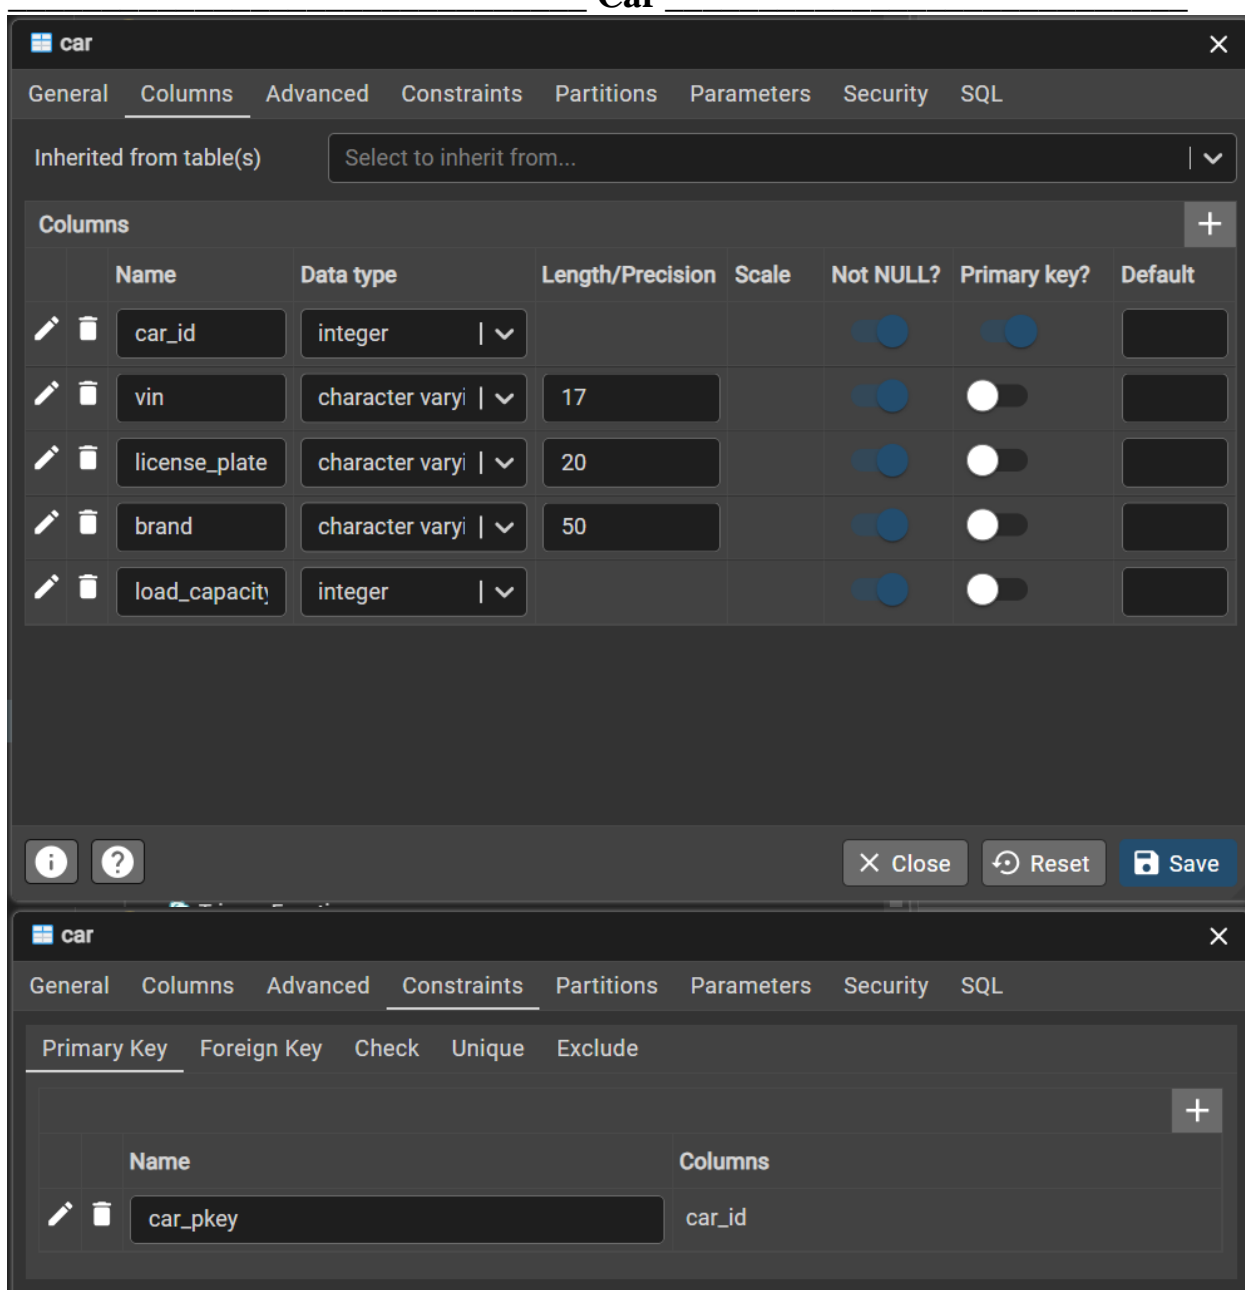 Car
car
General Columns Advanced Constraints Partitions Parameters Security SQL
Inherited from table(s) Select to inherit from...
Columns
Name Data type Length/Precision Scale Not NULL? Primary key? Default
car_id integer
vin character varyi 17
license_plate character varyi 20
brand character varyi 50
load_capacity integer
Close Reset Save
car
General Columns Advanced Constraints Partitions Parameters Security SQL
Primary Key Foreign Key Check Unique Exclude
Name Columns
car_pkey car_id